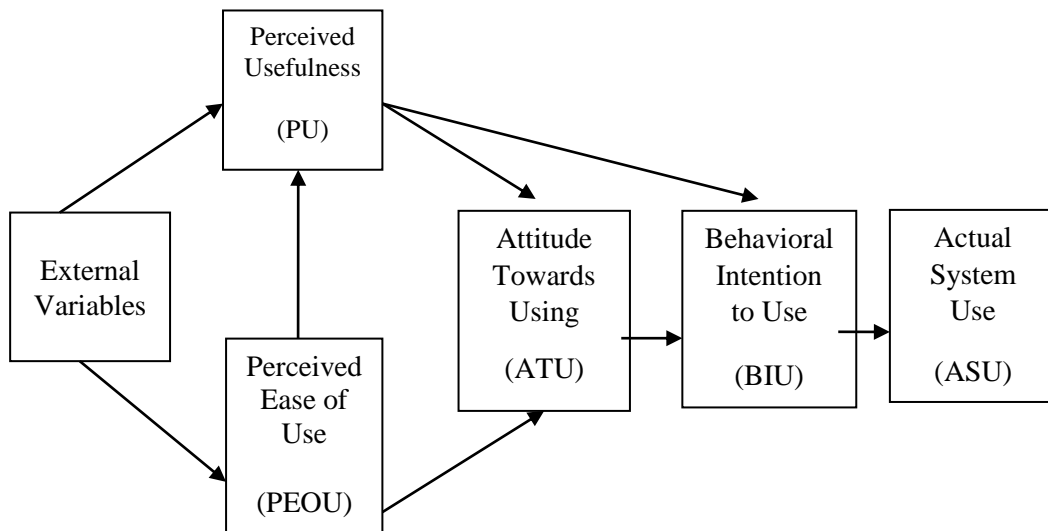 Perceived
Usefulness
(PU)
External
Variables
Perceived
Ease of
Use
(PEOU)
Attitude
Towards
Using
(ATU)
Behavioral
Intention
to Use
(BIU)
Actual
System
Use
(ASU)